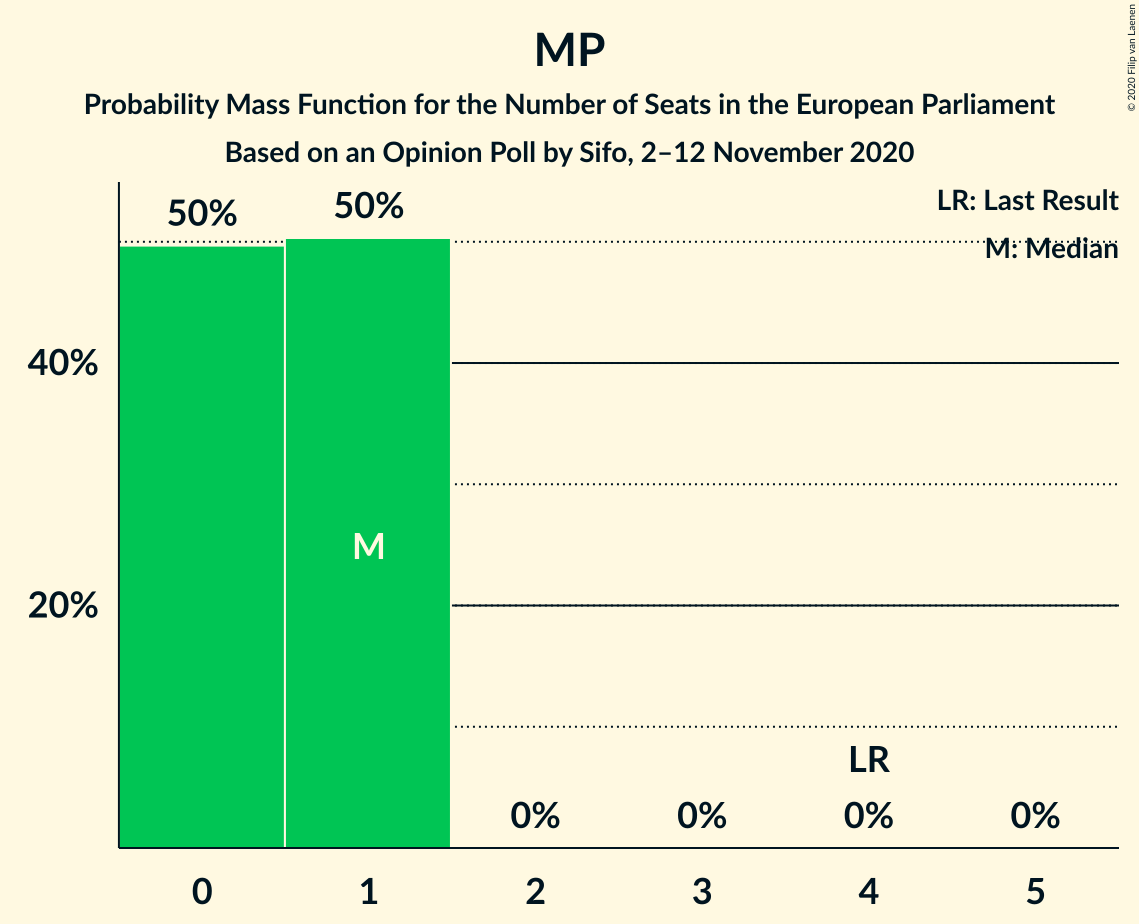 MP
Probability Mass Function for the Number of Seats in the European Parliament
Based on an Opinion Poll by Sifo, 2–12 November 2020
© 2020 Filip van Laenen
LR: Last Result
M: Median
50%
50%
40%
20%
M
LR
0%
0%
0%
0%
0
1
2
3
4
5